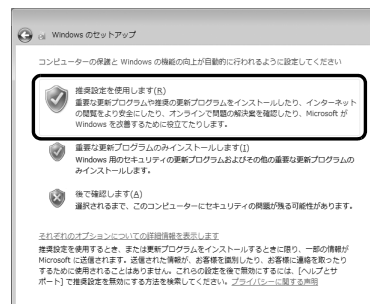 Windows のセットアップ
コンピューターの保護と Windows の機能の向上が自動的に行われるように設定してください
推奨設定を使用します(R)
重要な更新プログラムや推奨の更新プログラムをインストールしたり、インターネット
の閲覧をより安全にしたり、オンラインで問題の解決策を確認したり、Microsoft が
Windows を改善するために役立てたりします。
重要な更新プログラムのみインストールします(I)
Windows 用のセキュリティの更新プログラムおよびその他の重要な更新プログラムの
みインストールします。
後で確認します(A)
選択されるまで、このコンピューターにセキュリティの問題が残る可能性があります。
それぞれのオプションについての詳細情報を表示します
推奨設定を使用するとき、または更新プログラムをインストールするときに限り、一部の情報が
Microsoft に送信されます。送信された情報が、お客様を識別したり、お客様に連絡を取ったり
するために使用されることはありません。これらの設定を後で無効にするには、[ヘルプとサ
ポート] で推奨設定を無効にする方法を検索してください。プライバシーに関する声明